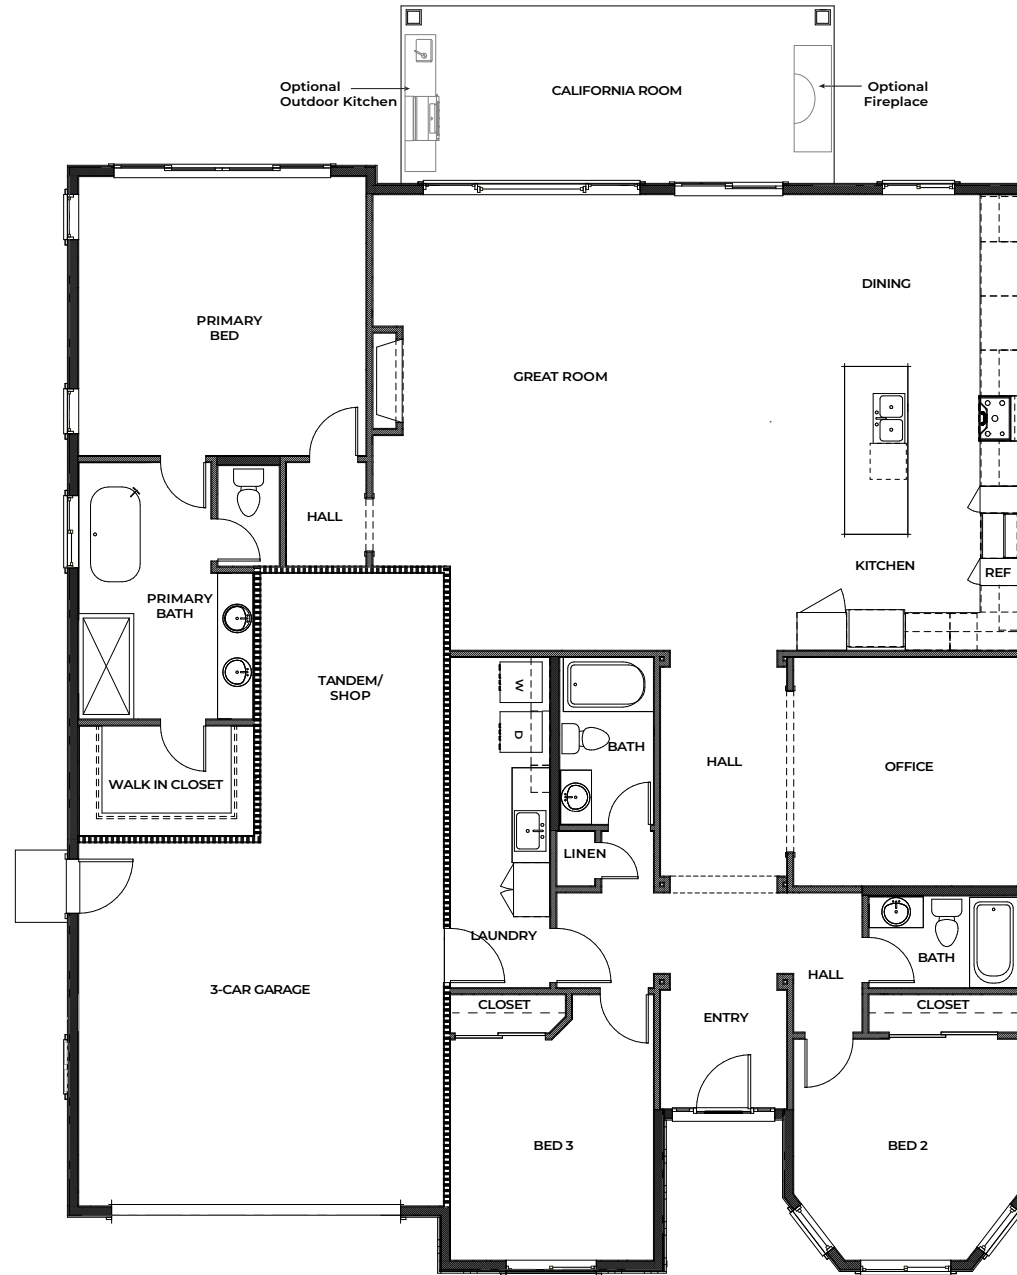 CALIFORNIA ROOM
Optional
Outdoor Kitchen
Optional
Fireplace
DINING
PRIMARY
BED
GREAT ROOM
HALL
KITCHEN
REF
PRIMARY
BATH
TANDEM/
SHOP
W
D
BATH
HALL
OFFICE
WALK IN CLOSET
LINEN
LAUNDRY
BATH
HALL
3-CAR GARAGE
CLOSET
CLOSET
ENTRY
BED 3
BED 2